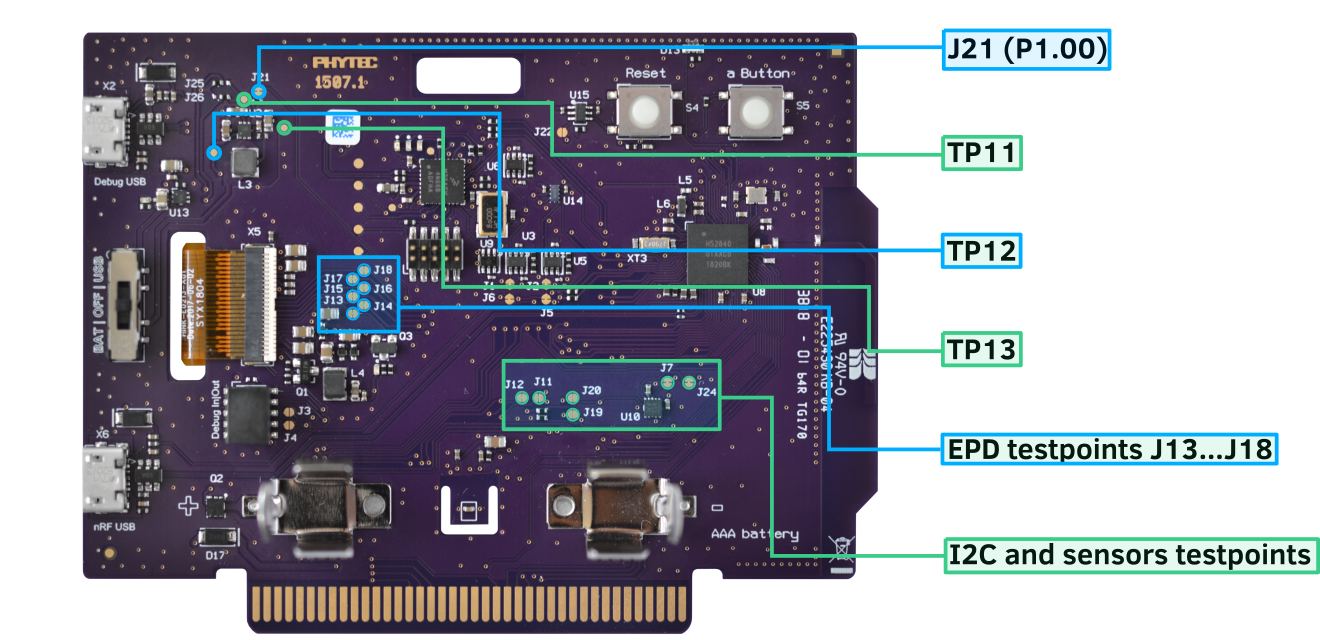 J21 (P1.00)
TP11
TP12
TP13
EPD testpoints J13...J18
I2C and sensors testpoints
PHYTEC
1507.1
D13
Reset
a Button
X2
J25
J26
J21
U15
S4
S5
J22
Debug USB
L3
U13
U6
U14
L5
L6
X5
U9
U3
U5
XT3
N52840
U8
BAT|OFF|USB
SYX1804
J18
J17
J16
J15
J13
J14
J6
J5
Q3
Q1
L4
94V-0
J12
J11
J20
J19
J7
J24
U10
Debug In|Out
J3
J4
X6
Q2
nRF USB
D17
+
-
AAA battery